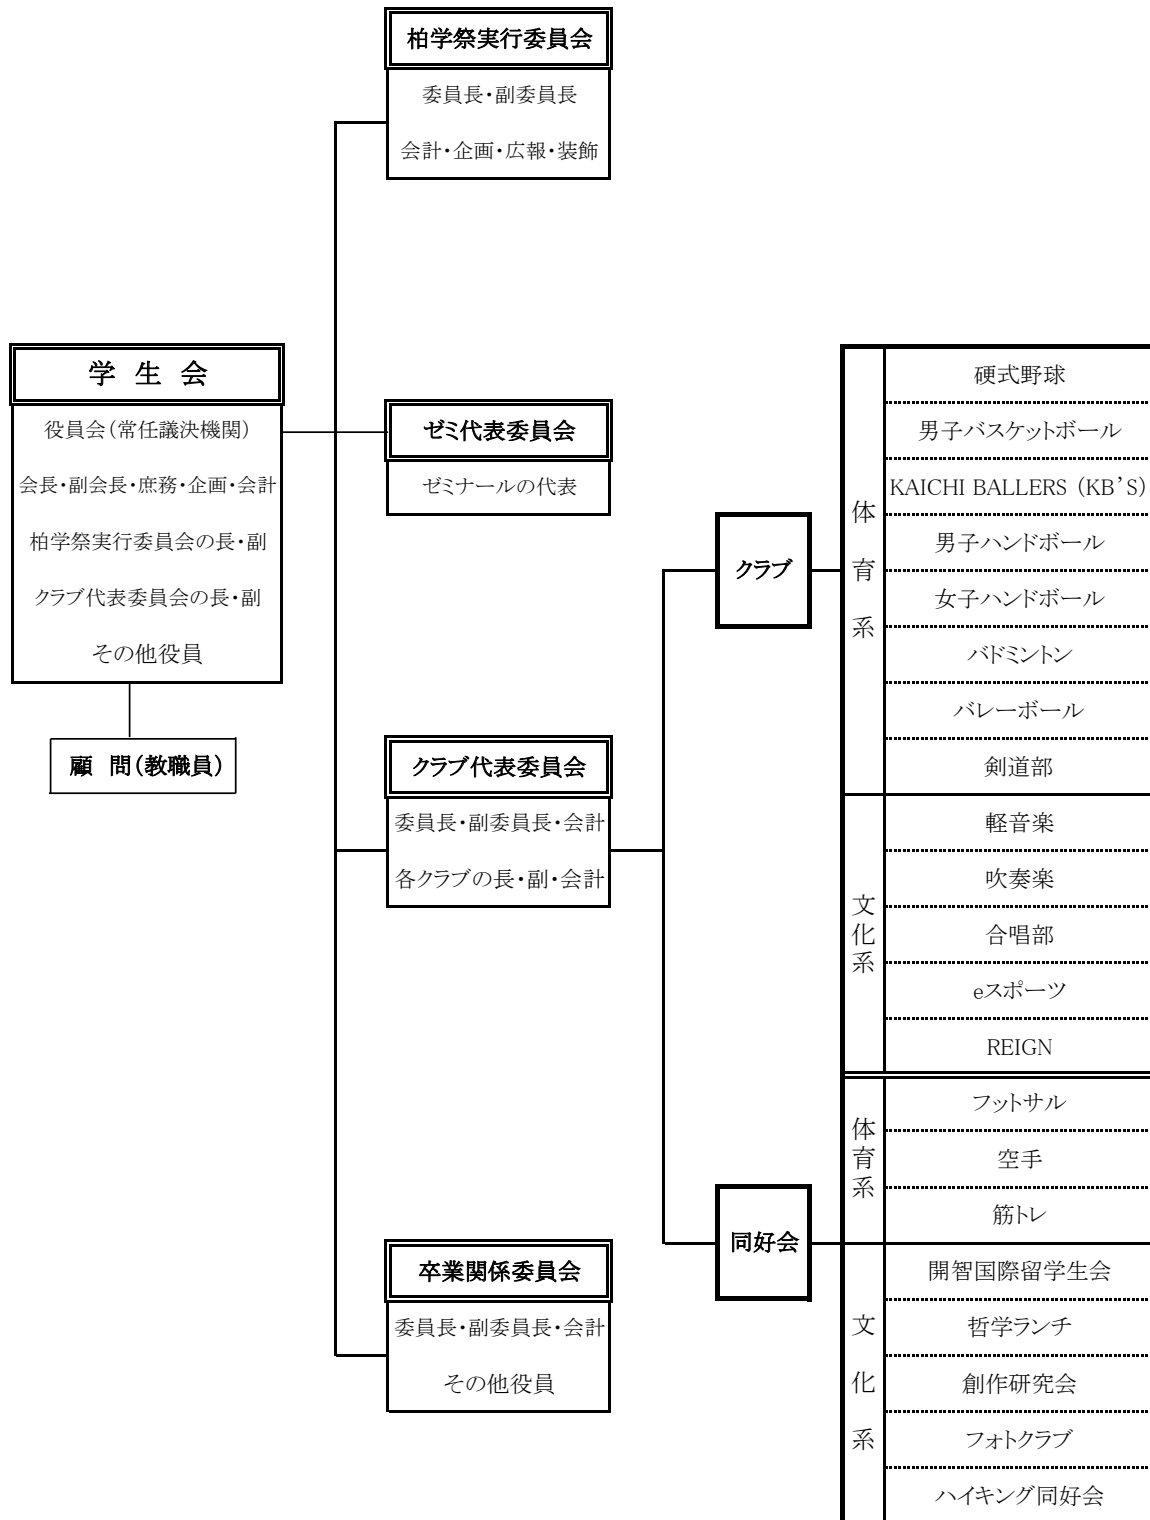 柏学祭実行委員会
委員長・副委員長
会計・企画・広報・装飾
学 生 会
役員会(常任議決機関)
会長・副会長・庶務・企画・会計
柏学祭実行委員会の長・副
クラブ代表委員会の長・副
その他役員
顧 問(教職員)
ゼミ代表委員会
ゼミナールの代表
クラブ代表委員会
委員長・副委員長・会計
各クラブの長・副・会計
卒業関係委員会
委員長・副委員長・会計
その他役員
クラブ
体育系
硬式野球
男子バスケットボール
KAICHI BALLERS (KB'S)
男子ハンドボール
女子ハンドボール
バドミントン
バレーボール
剣道部
文化系
軽音楽
吹奏楽
合唱部
eスポーツ
REIGN
同好会
体育系
フットサル
空手
筋トレ
文化系
開智国際留学生会
哲学ランチ
創作研究会
フォトクラブ
ハイキング同好会